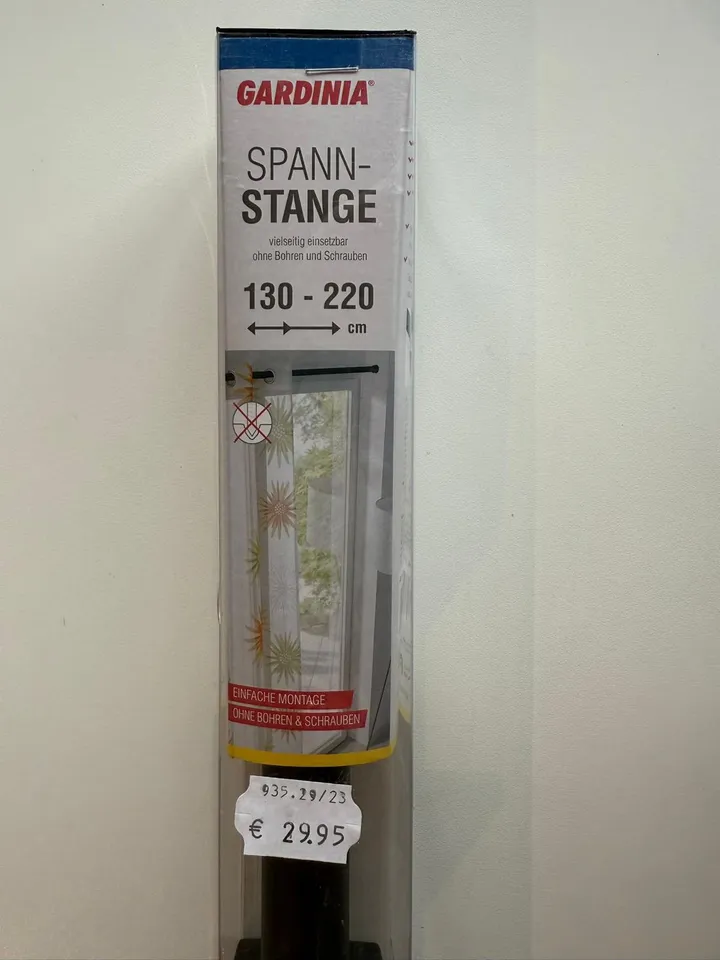 GARDINIA®
SPANN-
STANGE
vielseitig einsetzbar
ohne Bohren und Schrauben
130 - 220
cm
EINFACHE MONTAGE
OHNE BOHREN & SCHRAUBEN
935.29/23
€ 29.95